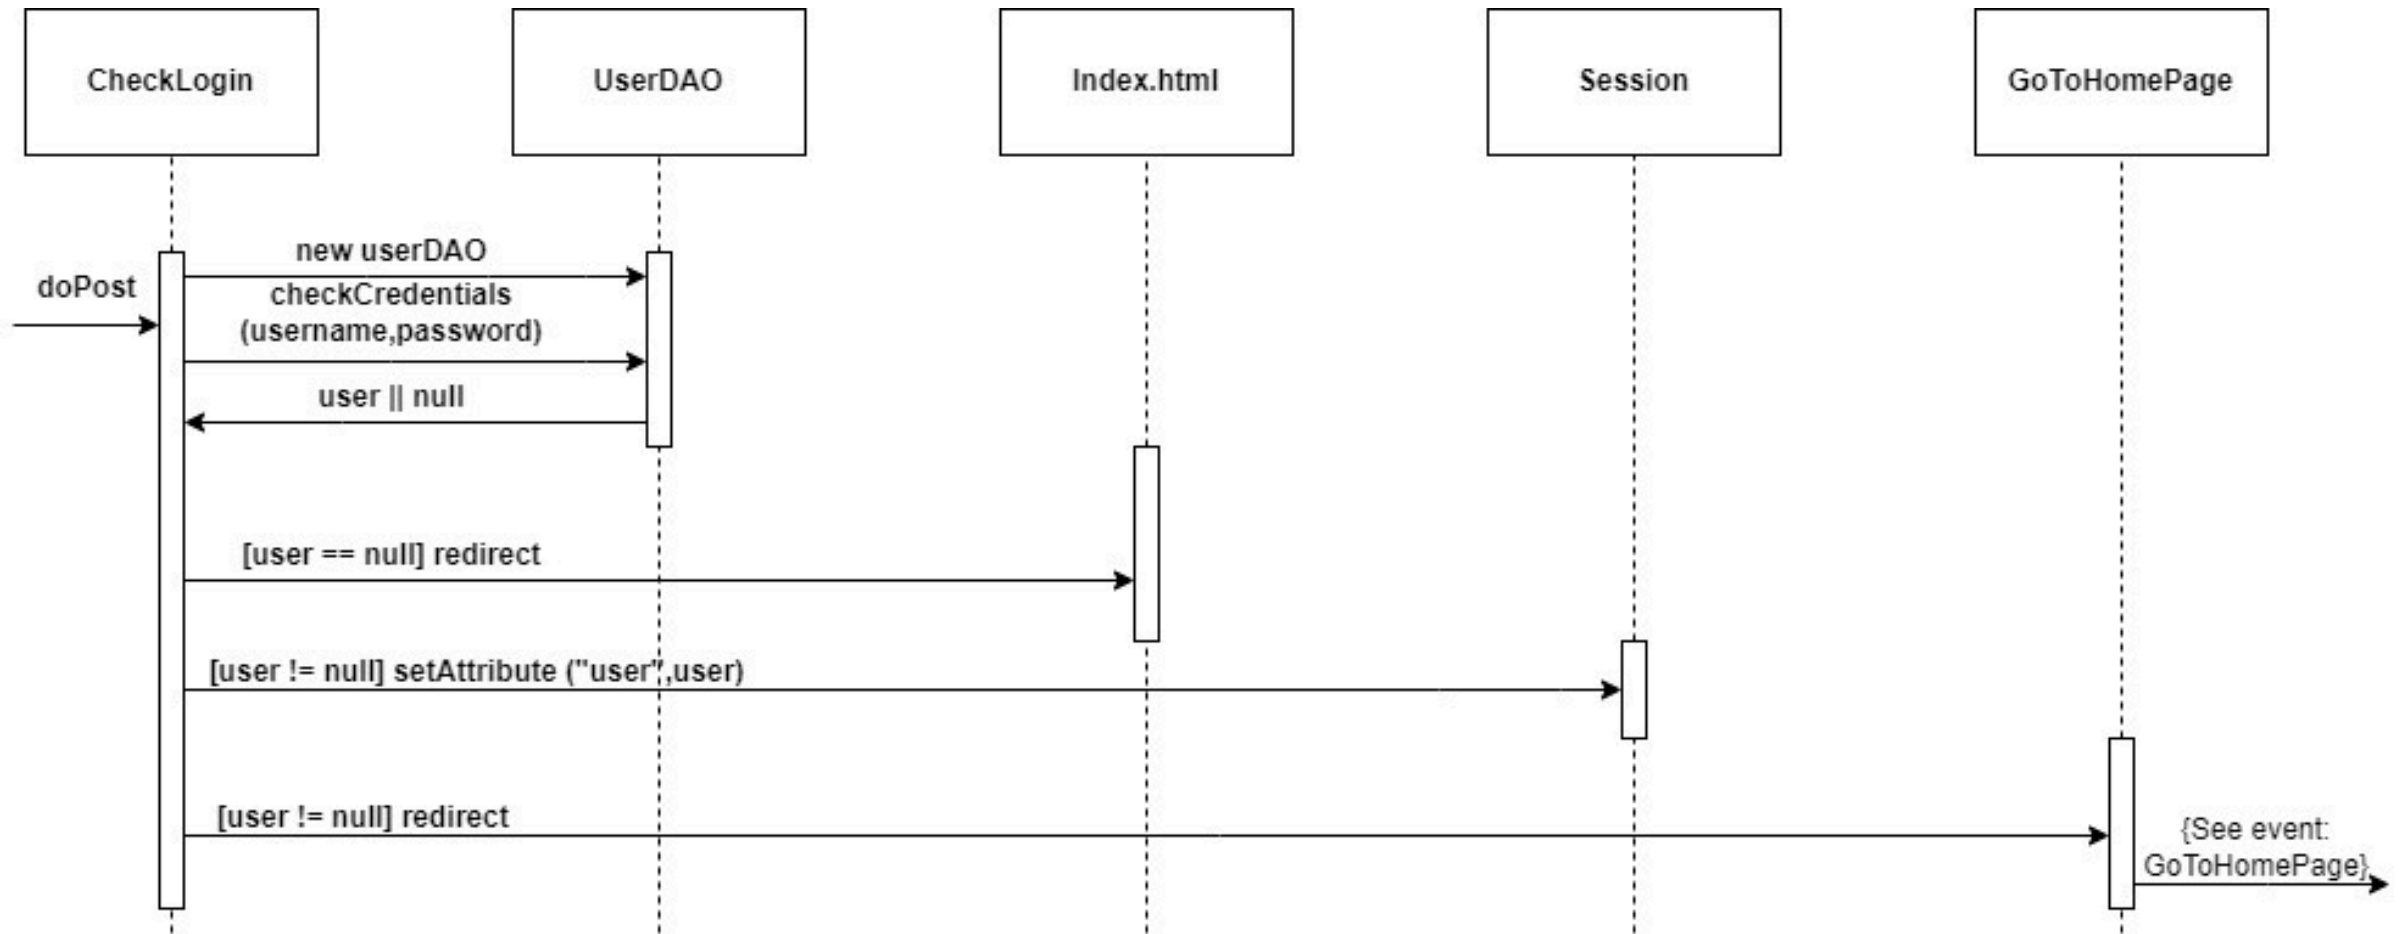 CheckLogin
UserDAO
Index.html
Session
GoToHomePage
new userDAO
doPost
checkCredentials
(username,password)
user || null
[user == null] redirect
[user != null] setAttribute ("user",user)
[user != null] redirect
{See event:
GoToHomePage}